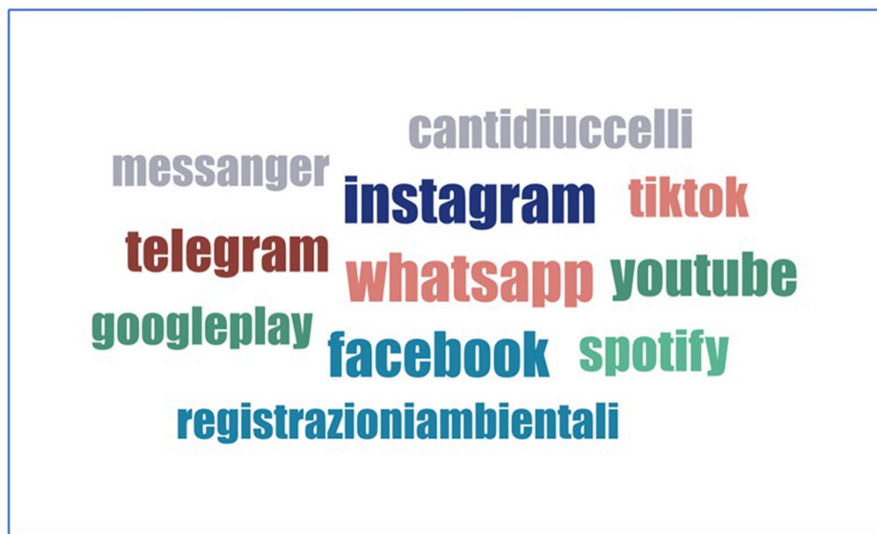 cantidiuccelli
messanger
instagram
tiktok
telegram
whatsapp
youtube
googleplay
facebook
spotify
registrazioniambientali